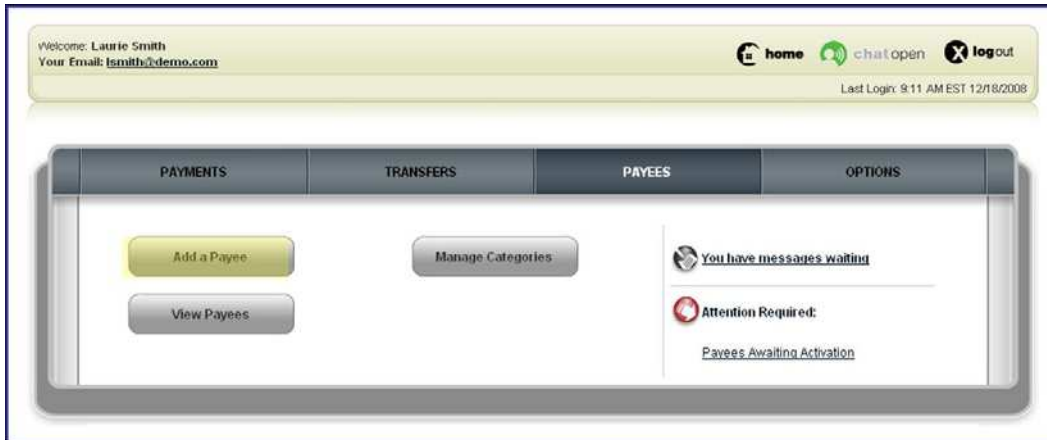 Welcome: Laurie Smith
Your Email: lsmith@demo.com
home chatopen logout
Last Login: 9:11 AM EST 12/18/2008
PAYMENTS TRANSFERS PAYEES OPTIONS
Add a Payee Manage Categories You have messages waiting
View Payees Attention Required:
Payees Awaiting Activation